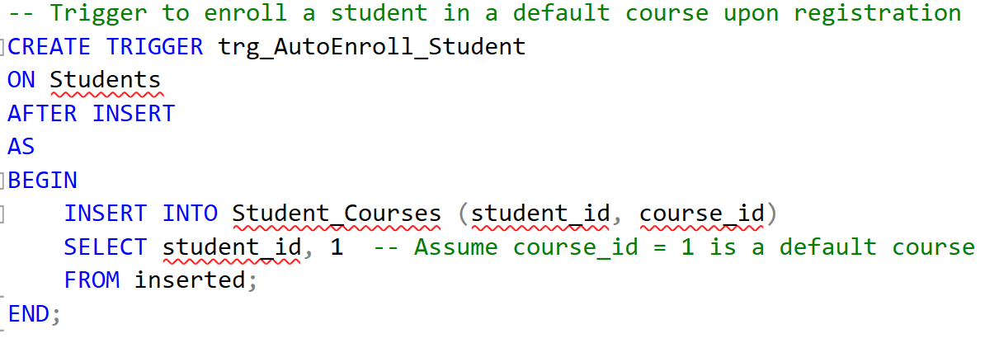 -- Trigger to enroll a student in a default course upon registration
CREATE TRIGGER trg_AutoEnroll_Student
ON Students
AFTER INSERT
AS
BEGIN
    INSERT INTO Student_Courses (student_id, course_id)
    SELECT student_id, 1  -- Assume course_id = 1 is a default course
    FROM inserted;
END;